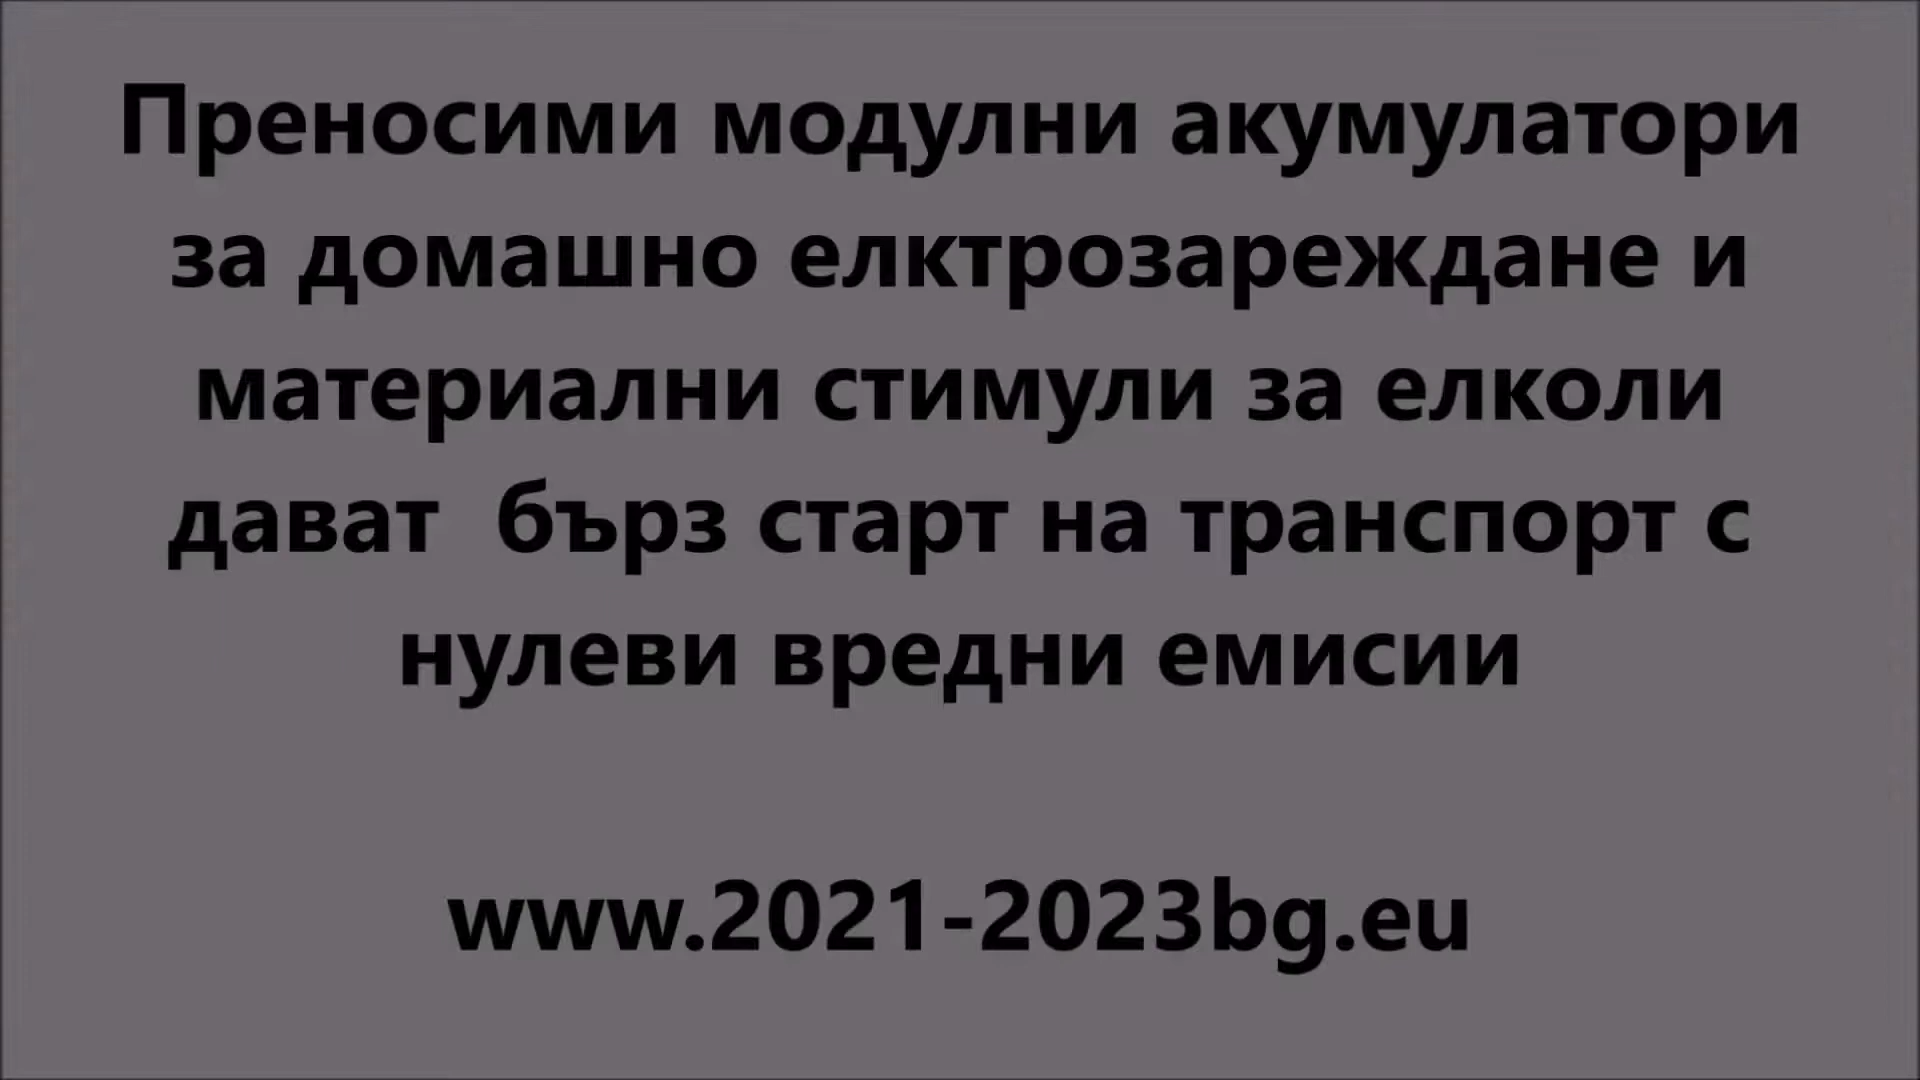 Преносими модулни акумулатори
за домашно елктрозареждане и
материални стимули за елколи
дават  бърз старт на транспорт с
нулеви вредни емисии
www.2021-2023bg.eu